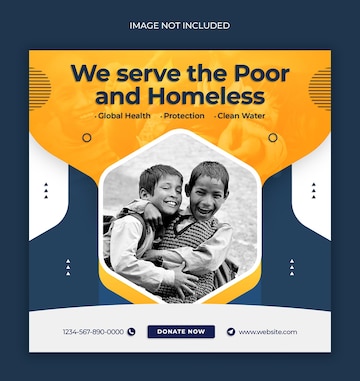 IMAGE NOT INCLUDED
We serve the Poor
and Homeless
• Global Health • Protection • Clean Water
1234-567-890-0000 DONATE NOW www.website.com